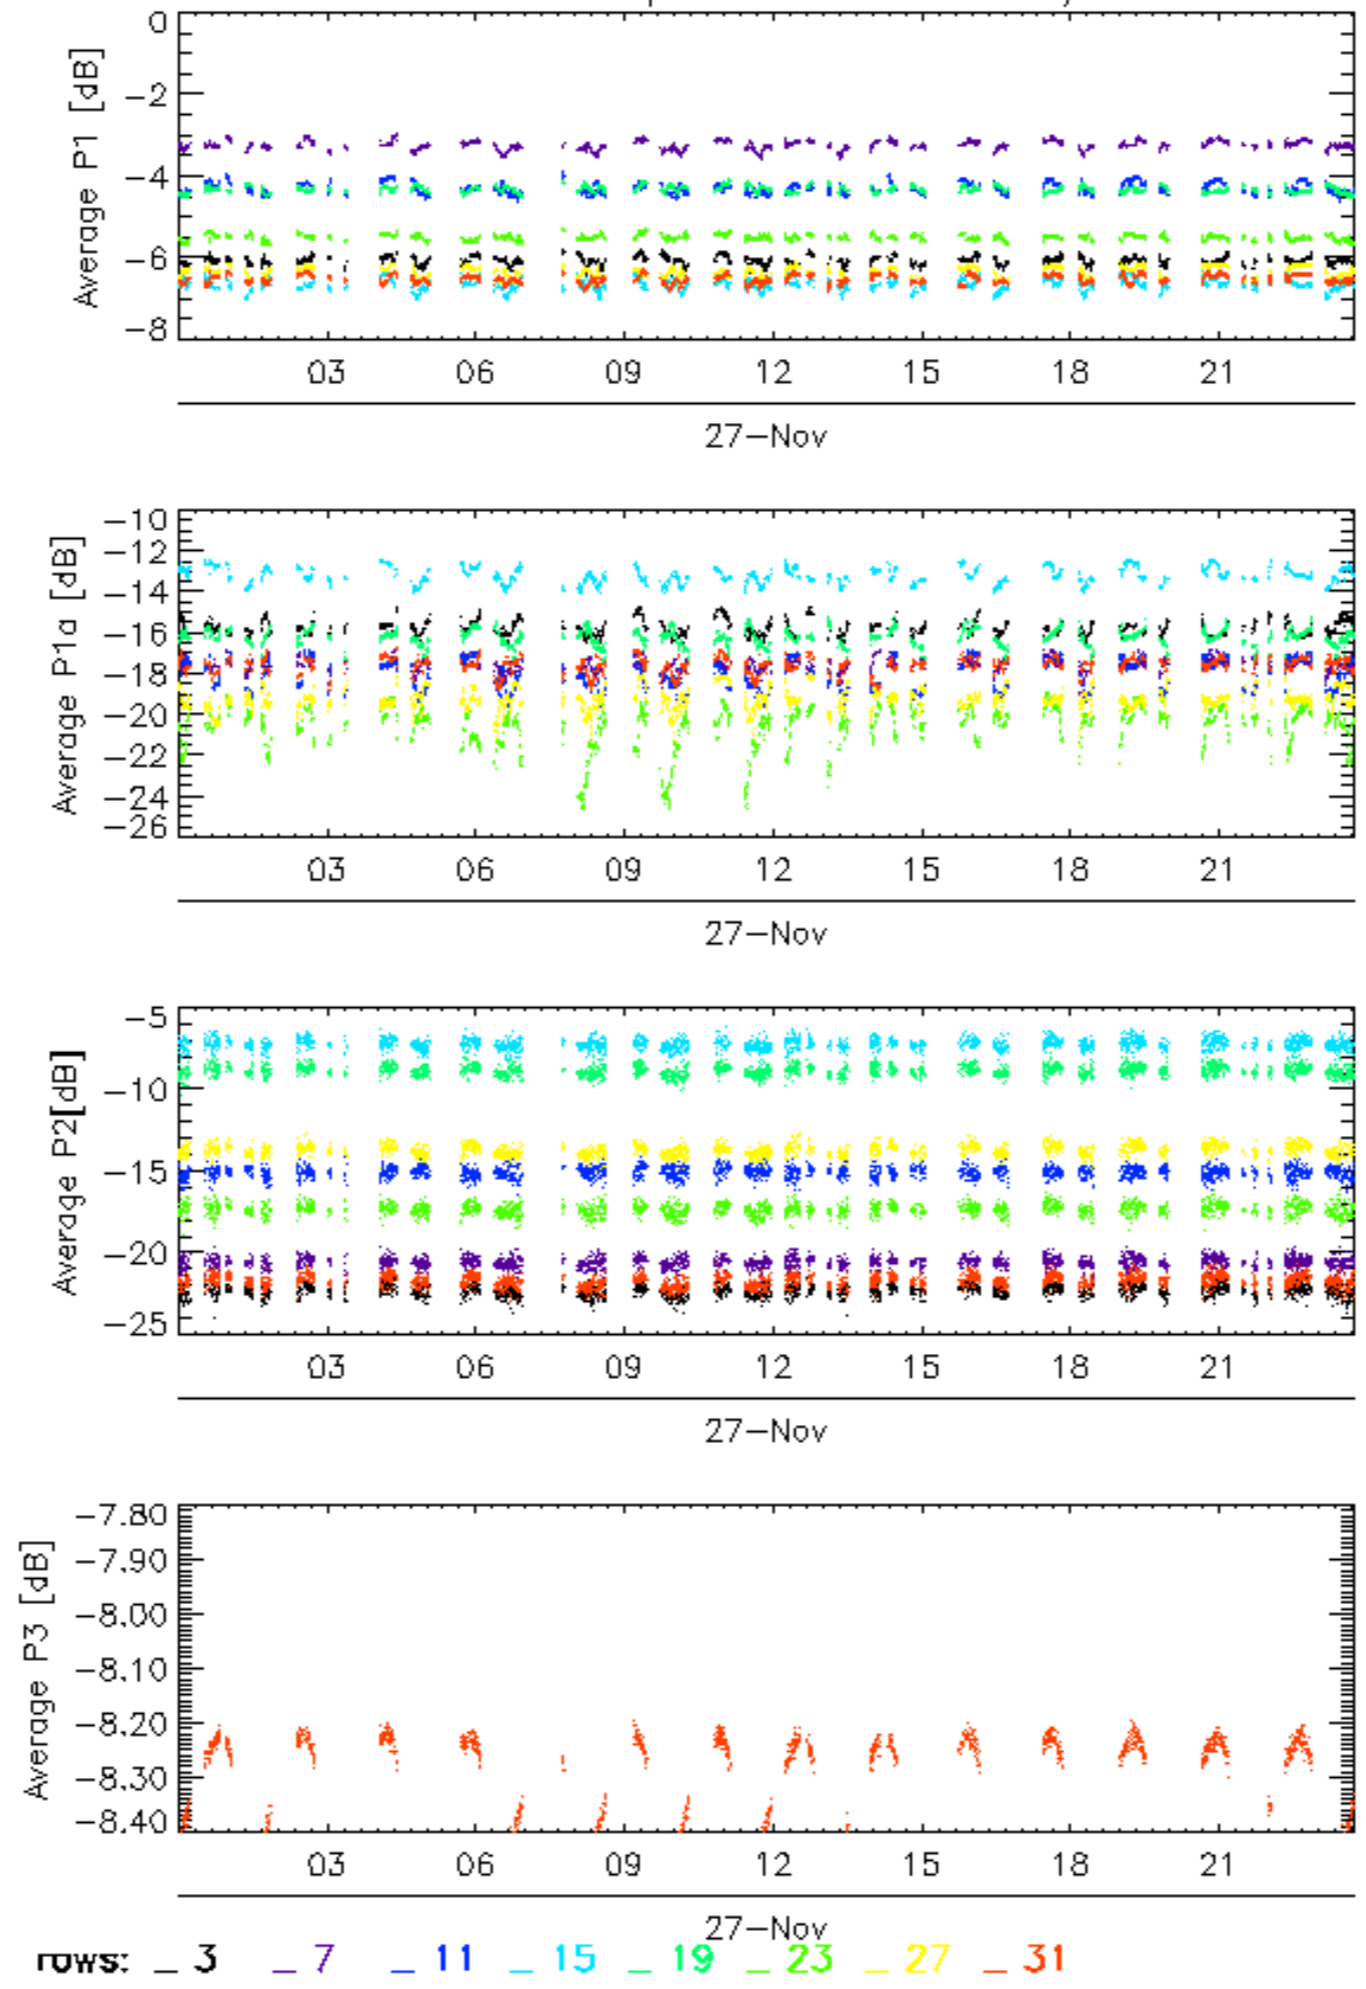 0
-2
-4
-6
-8
Average P1 [dB]
03 06 09 12 15 18 21
27-Nov
-10
-12
-14
-16
-18
-20
-22
-24
-26
Average P1a [dB]
03 06 09 12 15 18 21
27-Nov
-5
-10
-15
-20
-25
Average P2[dB]
03 06 09 12 15 18 21
27-Nov
-7.80
-7.90
-8.00
-8.10
-8.20
-8.30
-8.40
Average P3 [dB]
03 06 09 12 15 18 21
27-Nov
rows: _ 3 _ 7 _ 11 _ 15 _ 19 _ 23 _ 27 _ 31